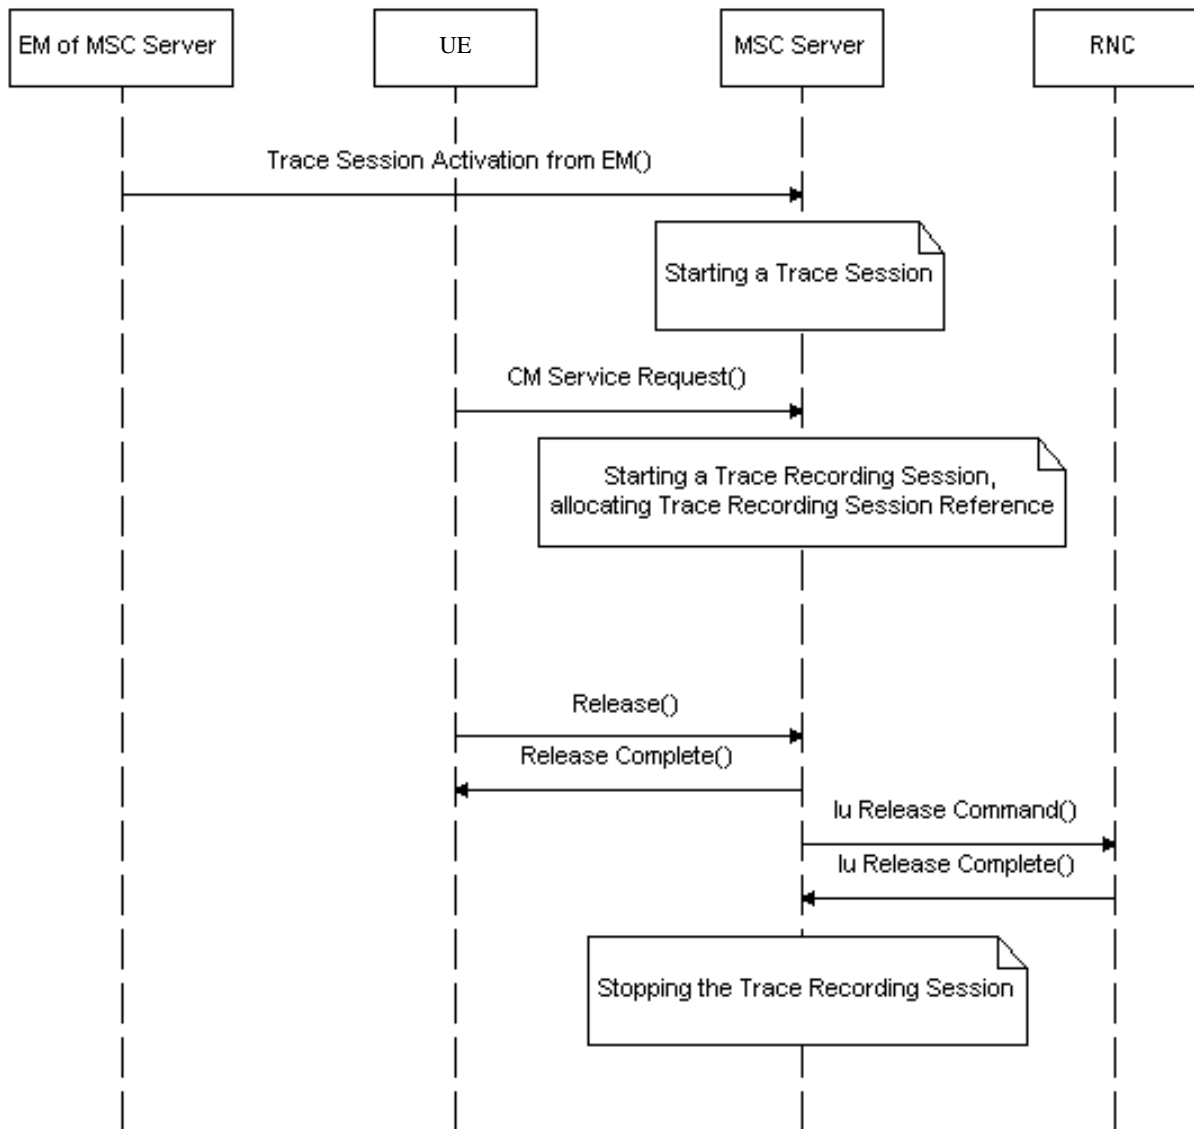 EM of MSC Server
UE
MSC Server
RNC
Trace Session Activation from EM()
Starting a Trace Session
CM Service Request()
Starting a Trace Recording Session,
allocating Trace Recording Session Reference
Release()
Release Complete()
Iu Release Command()
Iu Release Complete()
Stopping the Trace Recording Session